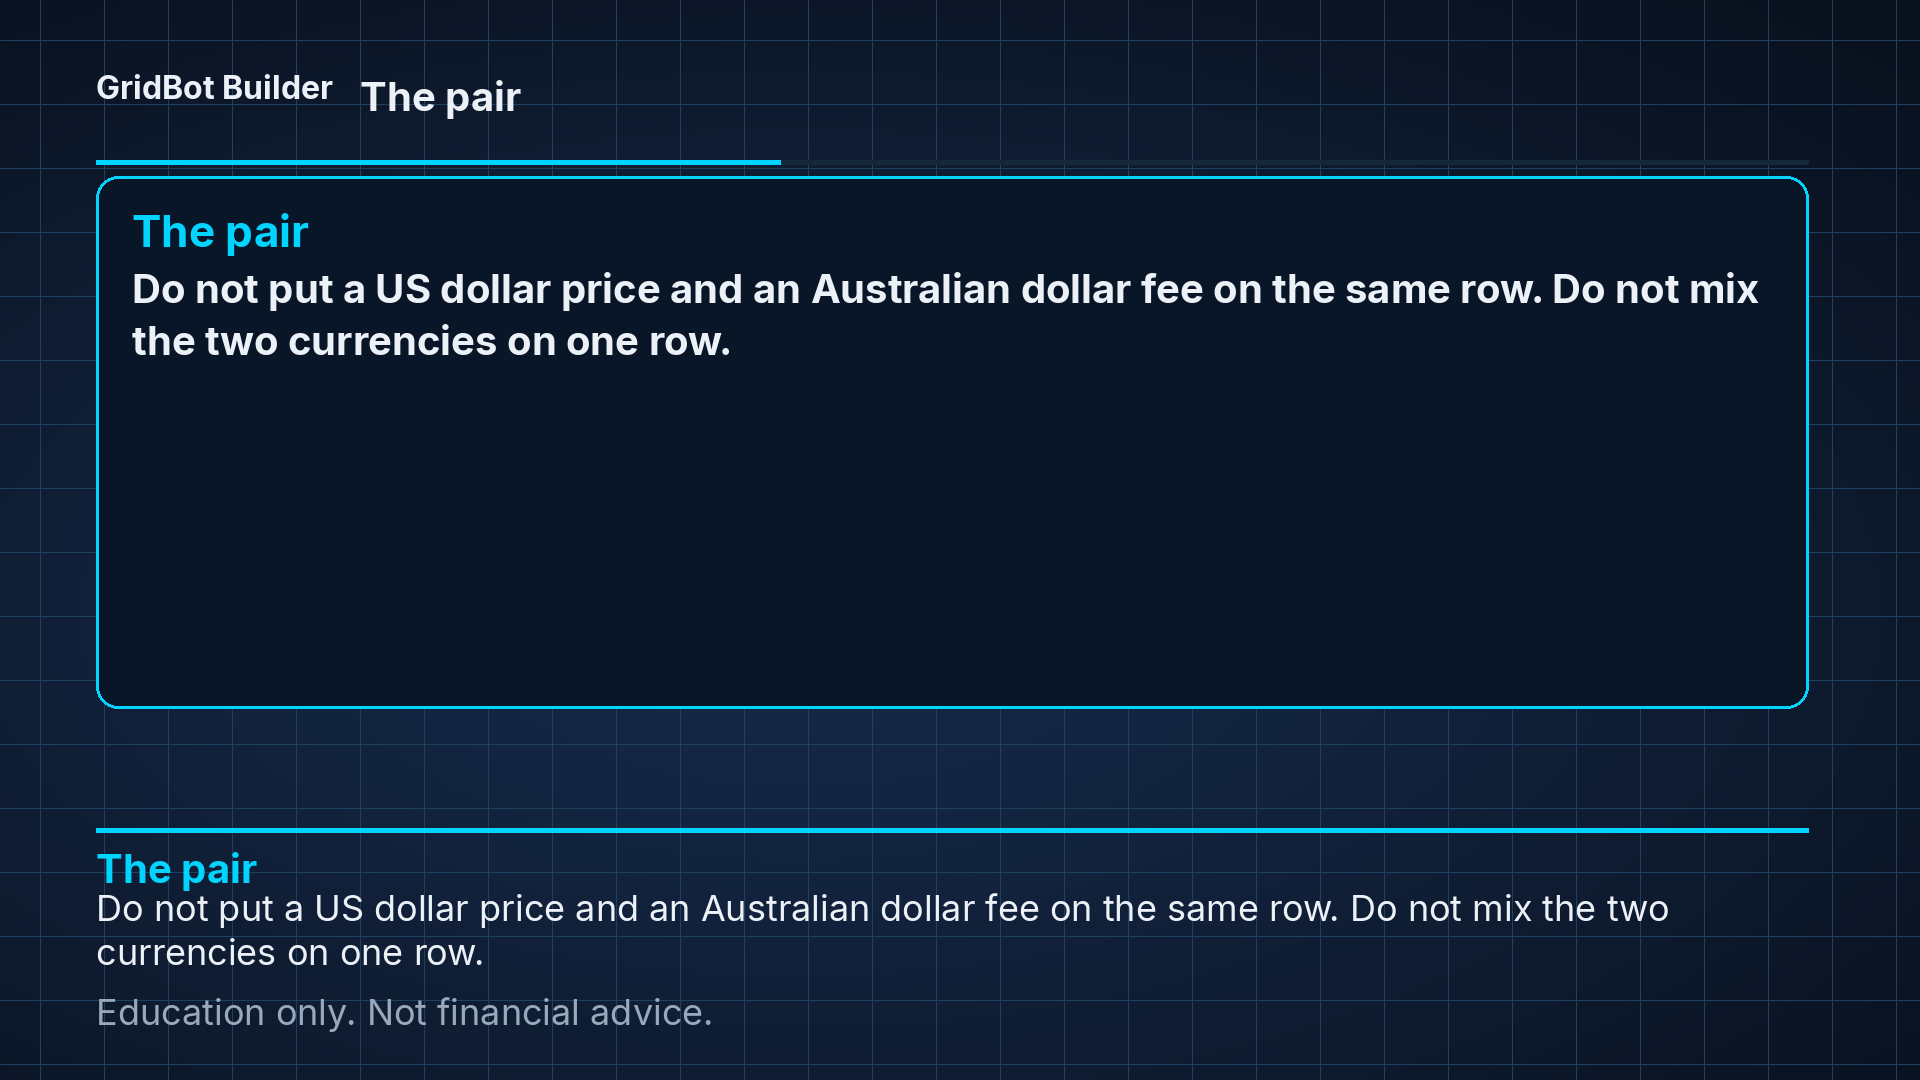 GridBot Builder The pair
The pair
Do not put a US dollar price and an Australian dollar fee on the same row. Do not mix
the two currencies on one row.
The pair
Do not put a US dollar price and an Australian dollar fee on the same row. Do not mix the two
currencies on one row.
Education only. Not financial advice.